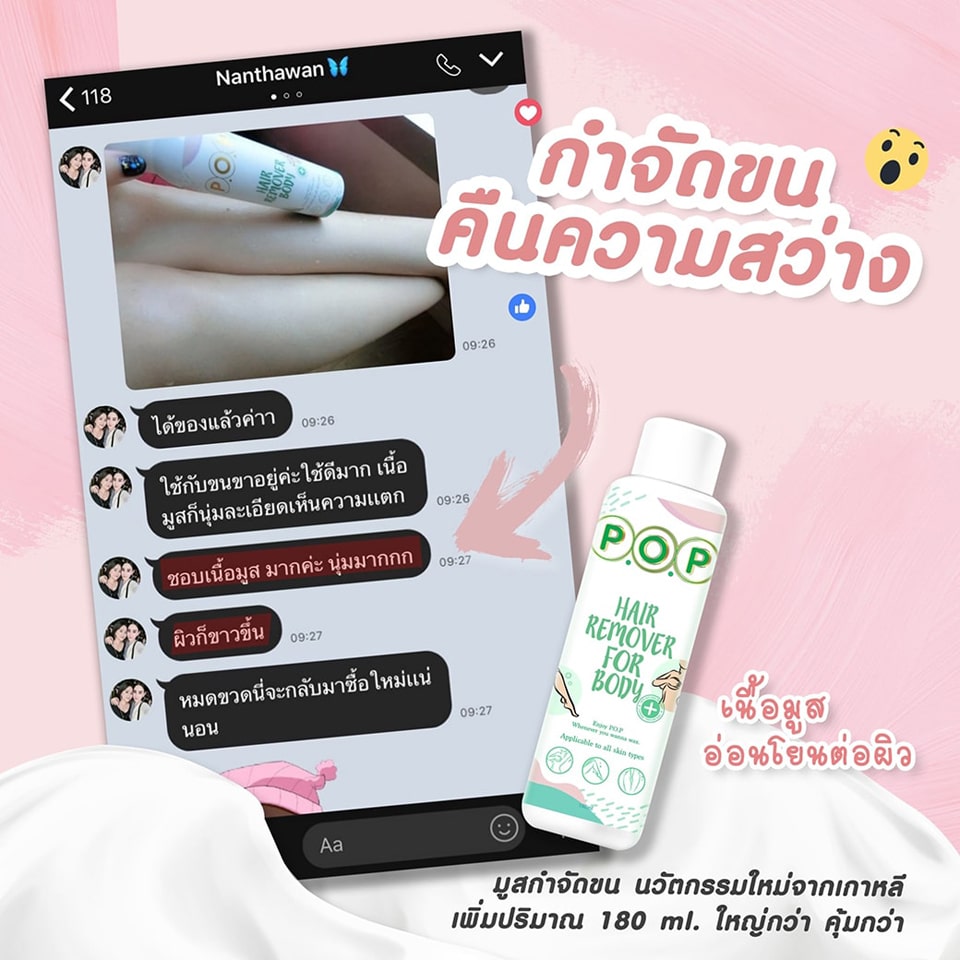 118
Nanthawan
กำจัดขน
คืนความสว่าง
P.O.P
HAIR
REMOVER
BODY
09:26
ได้ของแล้วค่าา
09:26
ใช้กับขนขาอยู่ค่ะใช้ดีมาก เนื้อ
มูสก็นุ่มละเอียดเห็นความแตก
09:26
ชอบเนื้อมูส มากค่ะ นุ่มมากกก
09:27
ผิวก็ขาวขึ้น
09:27
หมดขวดนี่จะกลับมาซื้อใหม่แน่
นอน
09:27
Aa
P.O.P
HAIR
REMOVER
FOR
BODY
Enjoy P.O.P
Whenever you wanna wax.
Applicable to all skin types
เนื้อมูส
อ่อนโยนต่อผิว
มูสกำจัดขน นวัตกรรมใหม่จากเกาหลี
เพิ่มปริมาณ 180 ml. ใหญ่กว่า คุ้มกว่า